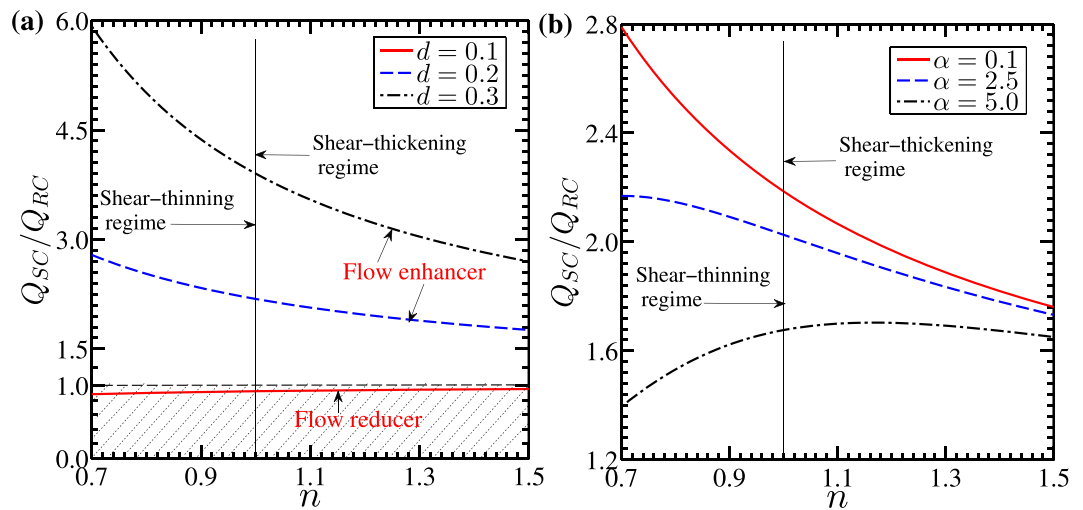 (a)
6.0
4.5
3.0
1.5
1.0
0.0
Q_{SC}/Q_{RC}
d = 0.1
d = 0.2
d = 0.3
Shear−thickening
regime
Shear−thinning
regime
Flow enhancer
Flow reducer
0.7
0.9
1.1
1.3
1.5
n
(b)
2.8
2.4
2.0
1.6
1.2
Q_{SC}/Q_{RC}
α = 0.1
α = 2.5
α = 5.0
Shear−thickening
regime
Shear−thinning
regime
0.7
0.9
1.1
1.3
1.5
n